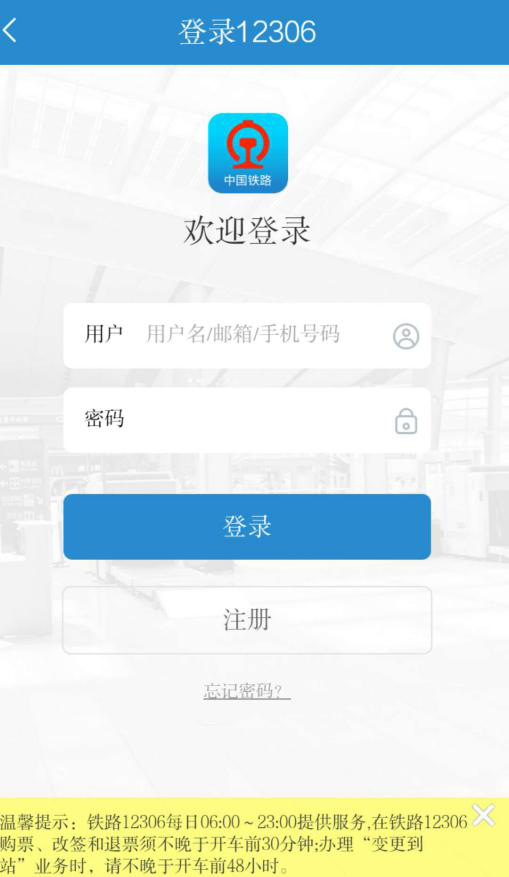 登录12306
中国铁路
欢迎登录
用户 用户名/邮箱/手机号码
密码
登录
注册
忘记密码?
温馨提示：铁路12306每日06:00～23:00提供服务,在铁路12306
购票、改签和退票须不晚于开车前30分钟;办理“变更到
站”业务时，请不晚于开车前48小时。